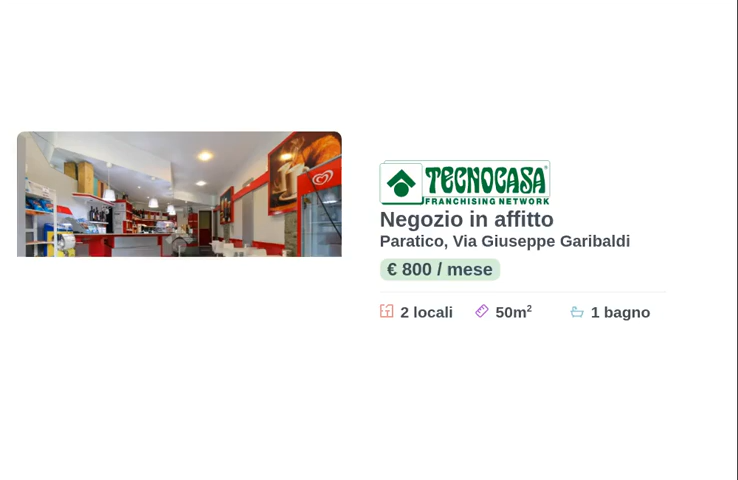 TECNOCASA®
FRANCHISING NETWORK
Negozio in affitto
Paratico, Via Giuseppe Garibaldi
€ 800 / mese
2 locali
50m²
1 bagno